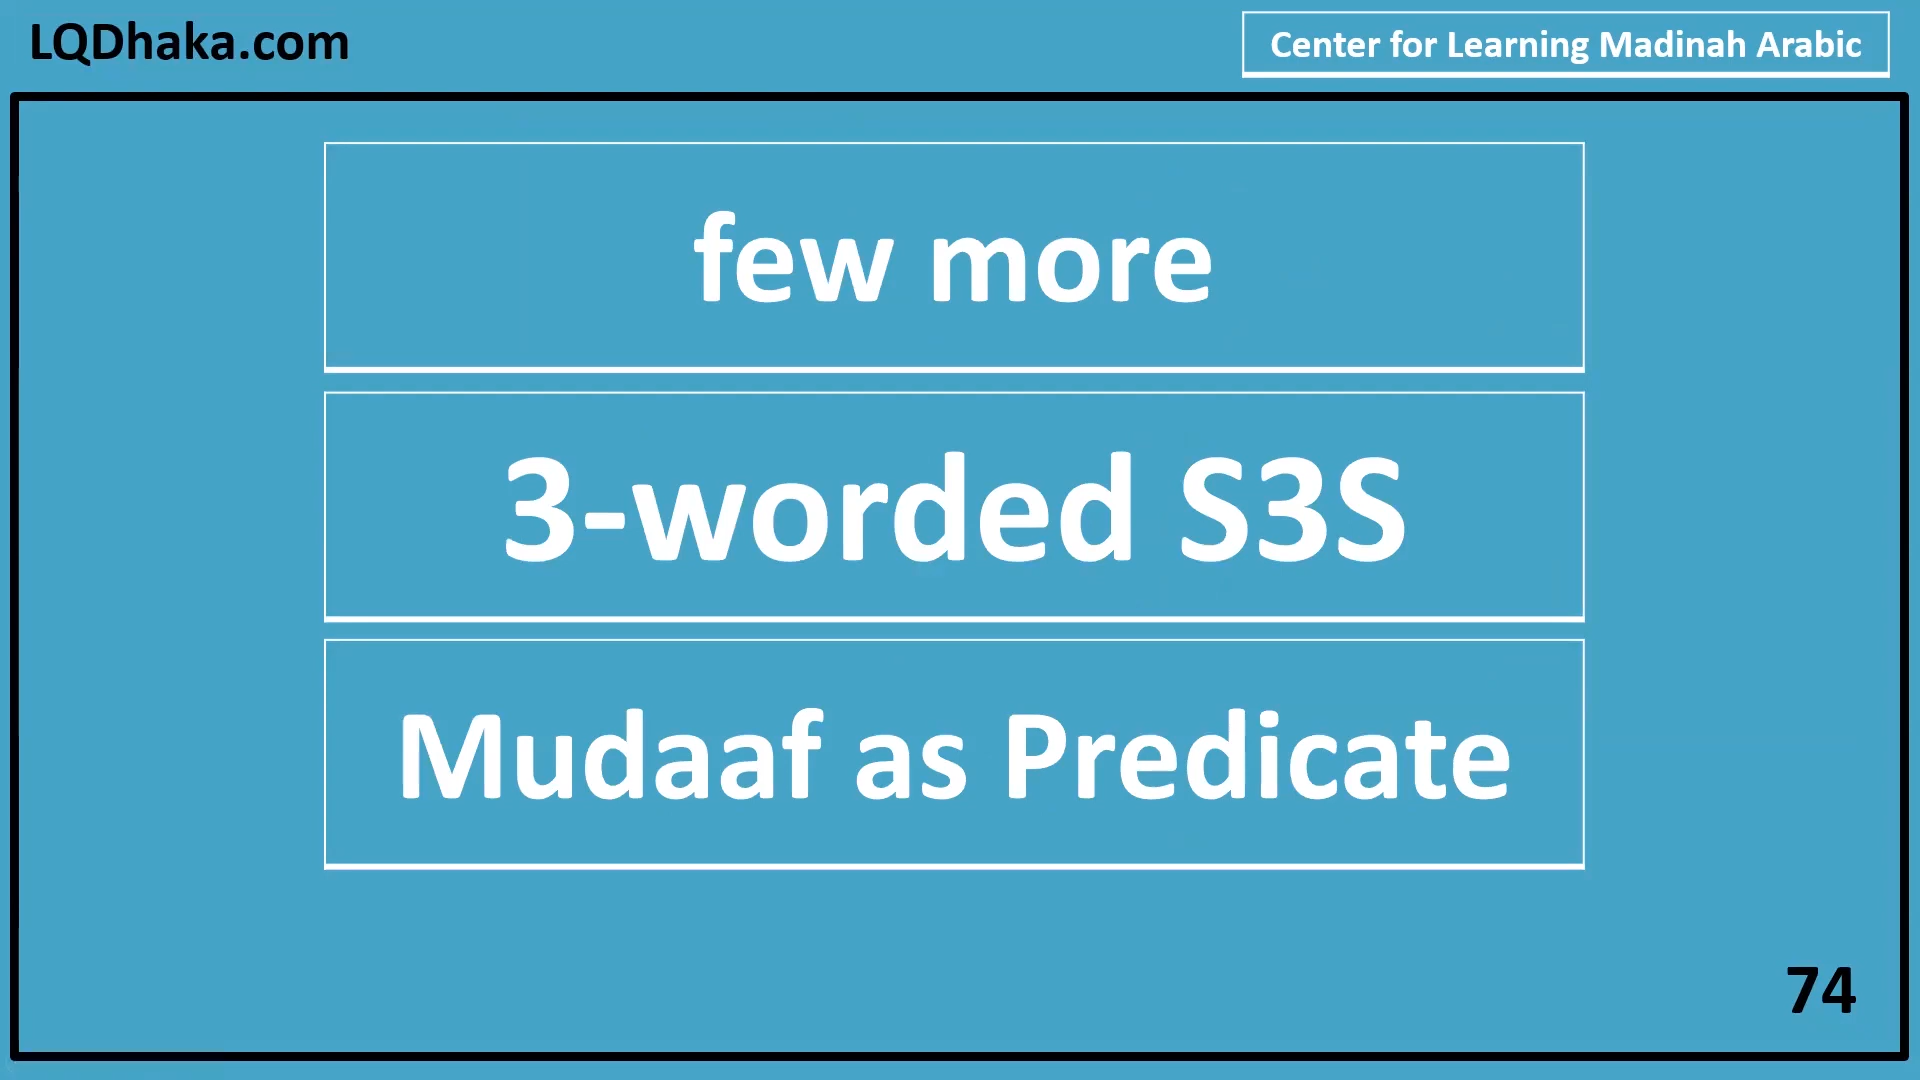 LQDhaka.com
Center for Learning Madinah Arabic
few more
3-worded S3S
Mudaaf as Predicate
74